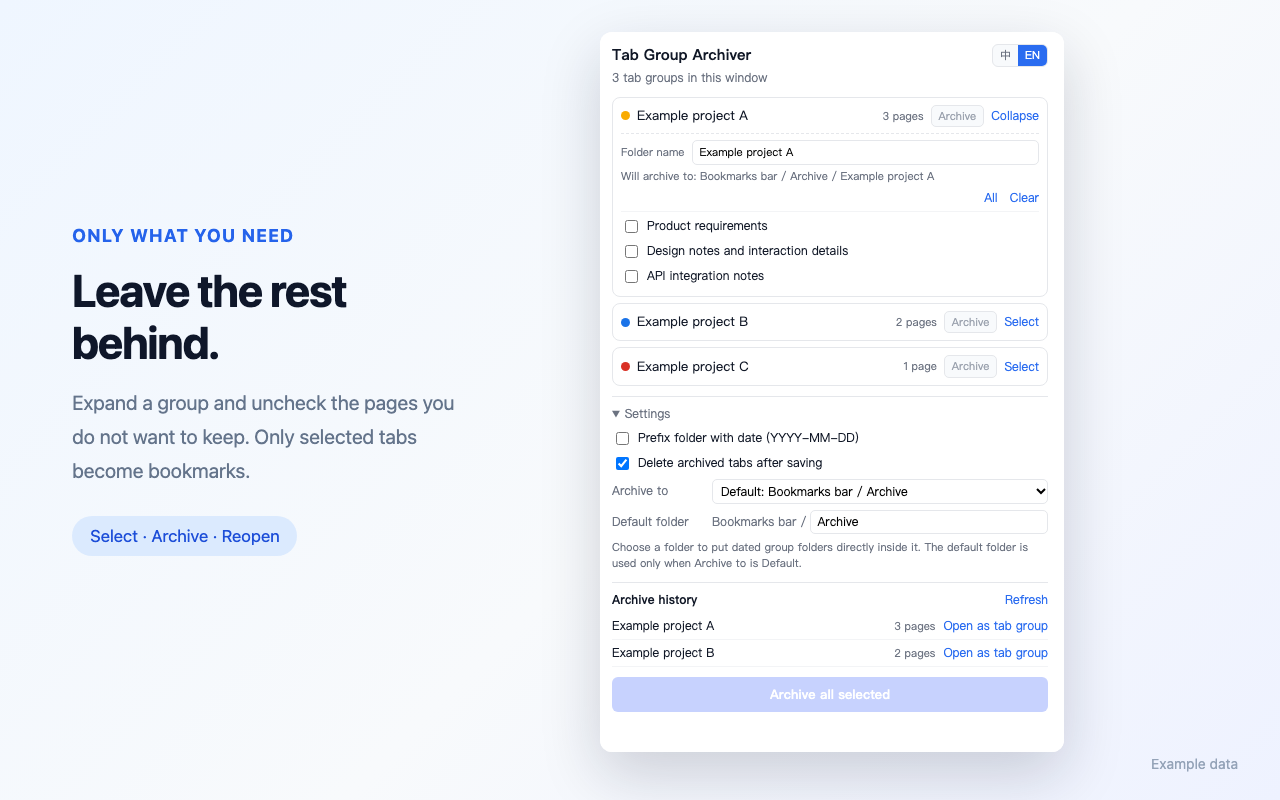 ONLY WHAT YOU NEED
Leave the rest
behind.
Expand a group and uncheck the pages you
do not want to keep. Only selected tabs
become bookmarks.
Select · Archive · Reopen
Tab Group Archiver
中 EN
3 tab groups in this window
Example project A 3 pages Archive Collapse
Folder name Example project A
Will archive to: Bookmarks bar / Archive / Example project A
All Clear
Product requirements
Design notes and interaction details
API integration notes
Example project B 2 pages Archive Select
Example project C 1 page Archive Select
▼ Settings
Prefix folder with date (YYYY-MM-DD)
Delete archived tabs after saving
Archive to Default: Bookmarks bar / Archive
Default folder Bookmarks bar / Archive
Choose a folder to put dated group folders directly inside it. The default folder is
used only when Archive to is Default.
Archive history Refresh
Example project A 3 pages Open as tab group
Example project B 2 pages Open as tab group
Archive all selected
Example data